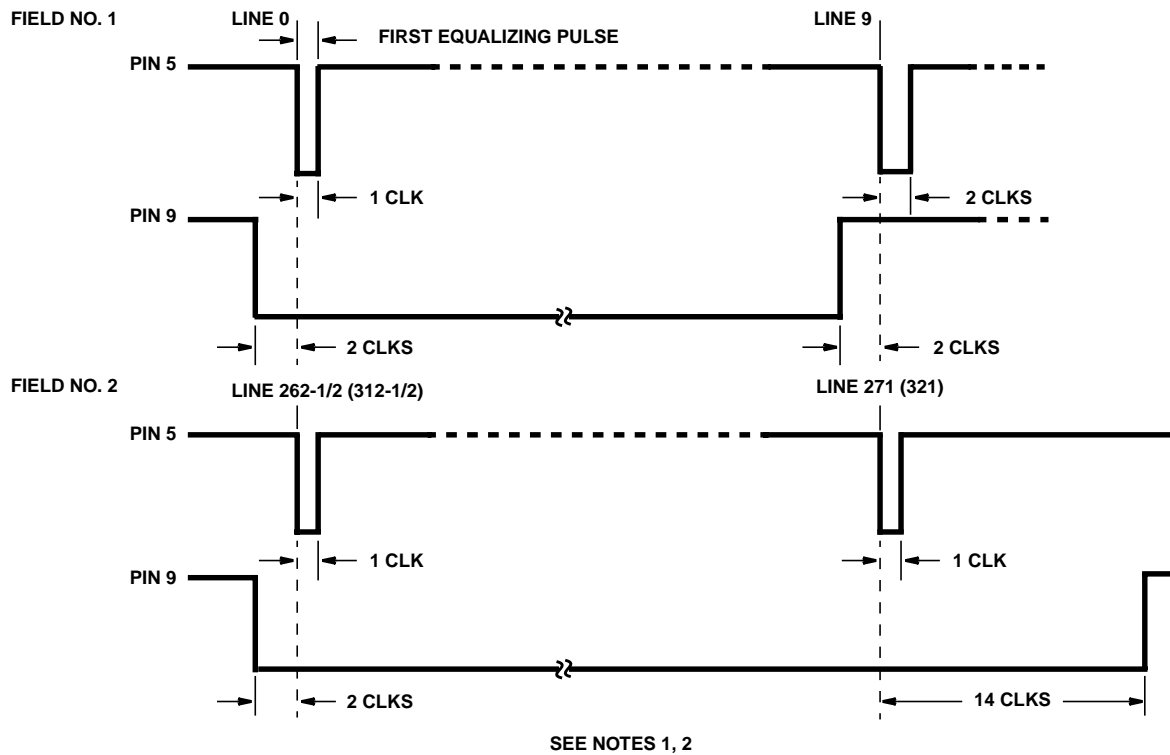 FIELD NO. 1 LINE 0 LINE 9
FIRST EQUALIZING PULSE
PIN 5
1 CLK 2 CLKS
PIN 9
2 CLKS 2 CLKS
FIELD NO. 2 LINE 262-1/2 (312-1/2) LINE 271 (321)
PIN 5
1 CLK 1 CLK
PIN 9
2 CLKS 14 CLKS
SEE NOTES 1, 2